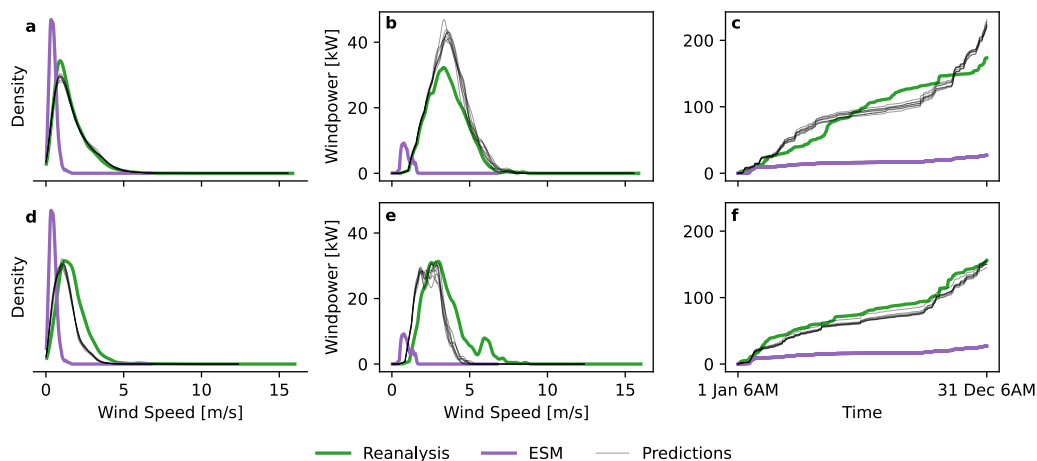 a
Density
b
Windpower [kW]
40
20
0
c
200
100
0
d
Density
0
5
10
15
Wind Speed [m/s]
e
Windpower [kW]
40
20
0
0
5
10
15
Wind Speed [m/s]
f
200
100
0
1 Jan 6AM
31 Dec 6AM
Time
Reanalysis
ESM
Predictions